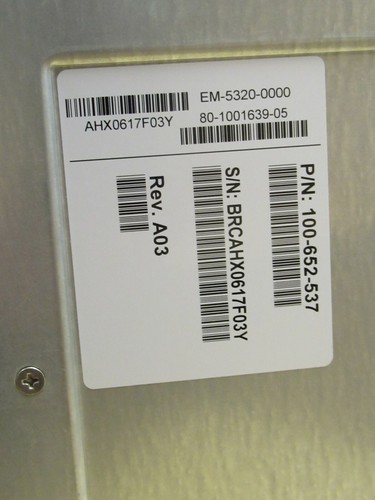 EM-5320-0000
AHX0617F03Y
80-1001639-05
P/N: 100-652-537
S/N: BRCAHX0617F03Y
Rev. A03